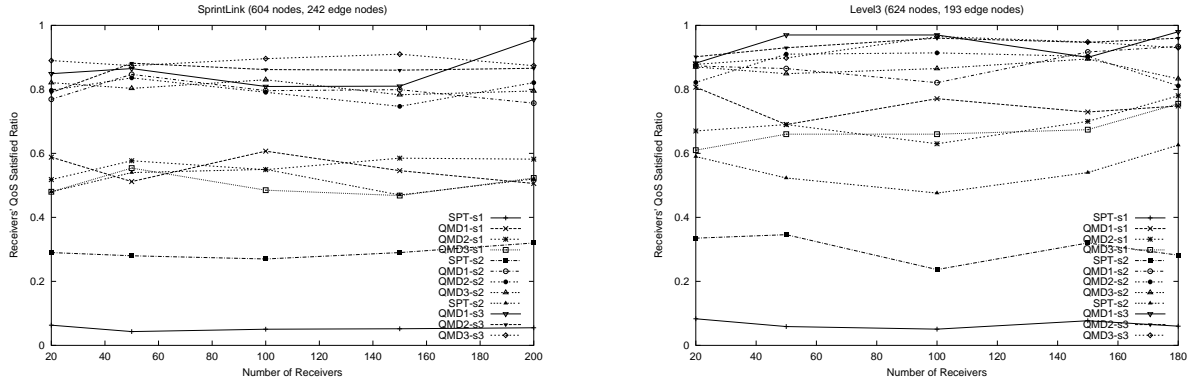 SprintLink (604 nodes, 242 edge nodes)
Receivers' QoS Satisfied Ratio
1
0.8
0.6
0.4
0.2
0
20
40
60
80
100
120
140
160
180
200
Number of Receivers
SPT-s1
QMD1-s1
QMD2-s1
QMD3-s1
SPT-s2
QMD1-s2
QMD2-s2
QMD3-s2
SPT-s2
QMD1-s3
QMD2-s3
QMD3-s3
Level3 (624 nodes, 193 edge nodes)
Receivers' QoS Satisfied Ratio
1
0.8
0.6
0.4
0.2
0
20
40
60
80
100
120
140
160
180
Number of Receivers
SPT-s1
QMD1-s1
QMD2-s1
QMD3-s1
SPT-s2
QMD1-s2
QMD2-s2
QMD3-s2
SPT-s2
QMD1-s3
QMD2-s3
QMD3-s3